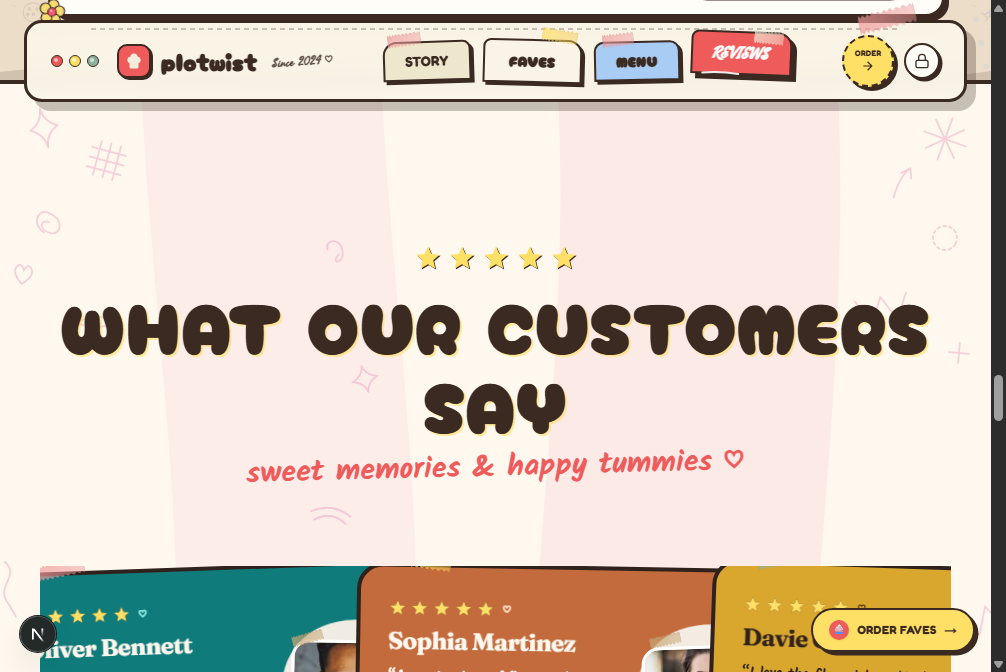 plotwist
Since 2024
STORY
FAVES
MENU
REVIEWS
ORDER
→
WHAT OUR CUSTOMERS
SAY
sweet memories & happy tummies
Bennett
Sophia Martinez
Davie
ORDER FAVES →
N